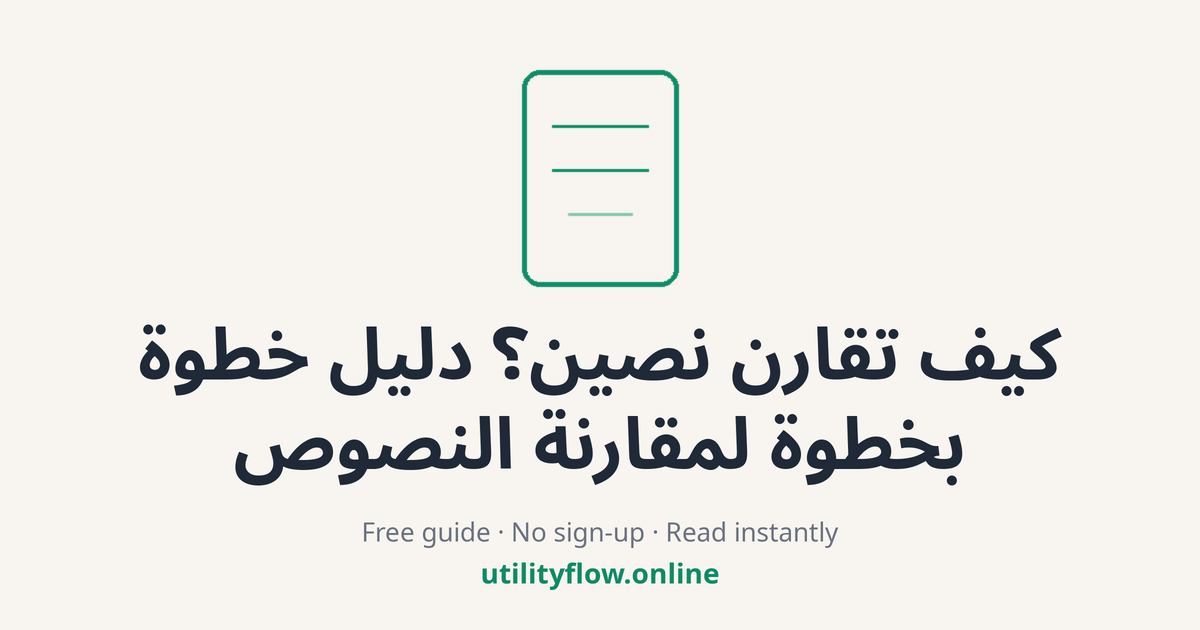 كيف تقارن نصين؟ دليل خطوة
بخطوة لمقارنة النصوص
Free guide · No sign-up · Read instantly
utilityflow.online